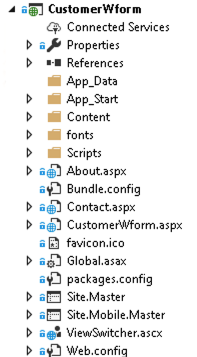 CustomerWform
Connected Services
Properties
References
App_Data
App_Start
Content
fonts
Scripts
About.aspx
Bundle.config
Contact.aspx
CustomerWform.aspx
favicon.ico
Global.asax
packages.config
Site.Master
Site.Mobile.Master
ViewSwitcher.ascx
Web.config